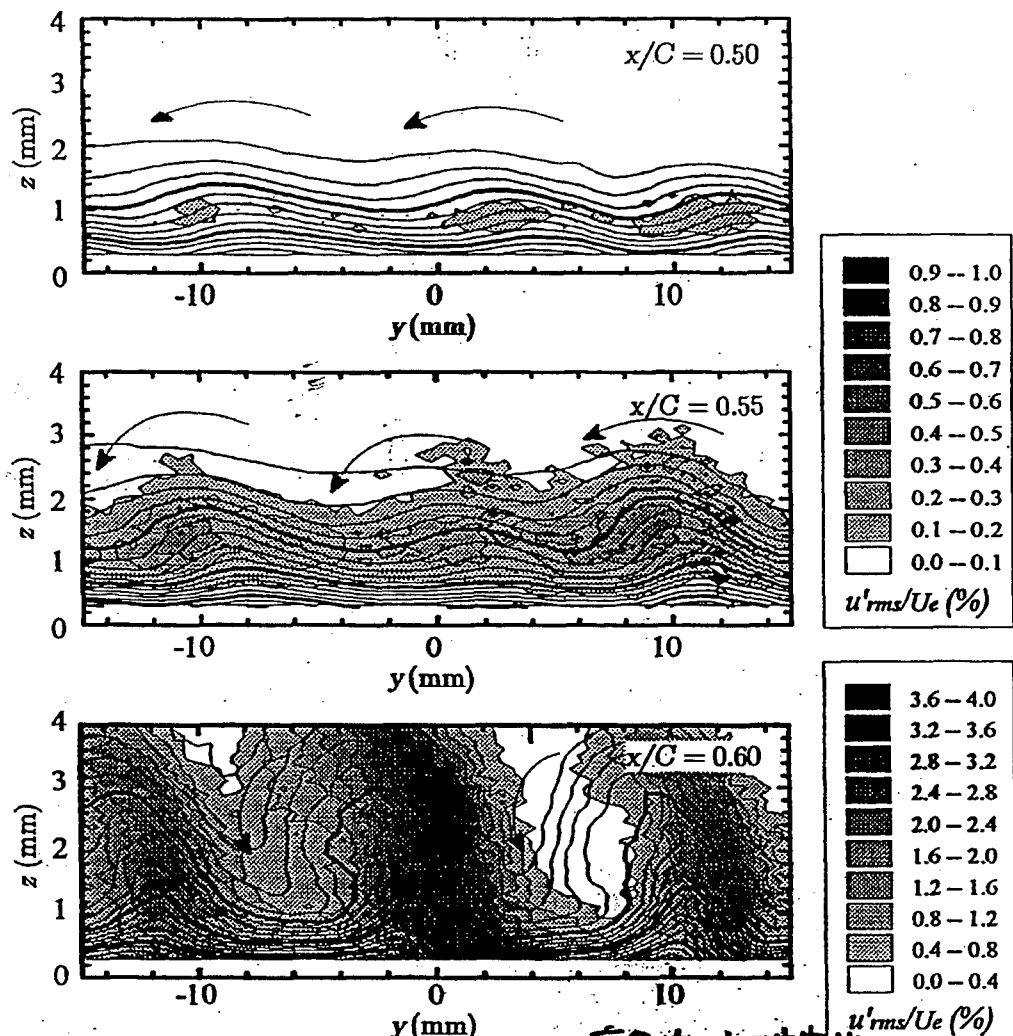 4
3
2
1
0
z (mm)
x/C = 0.50
-10
0
10
y(mm)
4
3
2
1
0
z (mm)
x/C = 0.55
-10
0
10
y(mm)
4
3
2
1
0
z (mm)
x/C = 0.60
-10
0
10
y(mm)
0.9 – 1.0
0.8 – 0.9
0.7 – 0.8
0.6 – 0.7
0.5 – 0.6
0.4 – 0.5
0.3 – 0.4
0.2 – 0.3
0.1 – 0.2
0.0 – 0.1
u'rms/Ue (%)
3.6 – 4.0
3.2 – 3.6
2.8 – 3.2
2.4 – 2.8
2.0 – 2.4
1.6 – 2.0
1.2 – 1.6
0.8 – 1.2
0.4 – 0.8
0.0 – 0.4
u'rms/Ue (%)